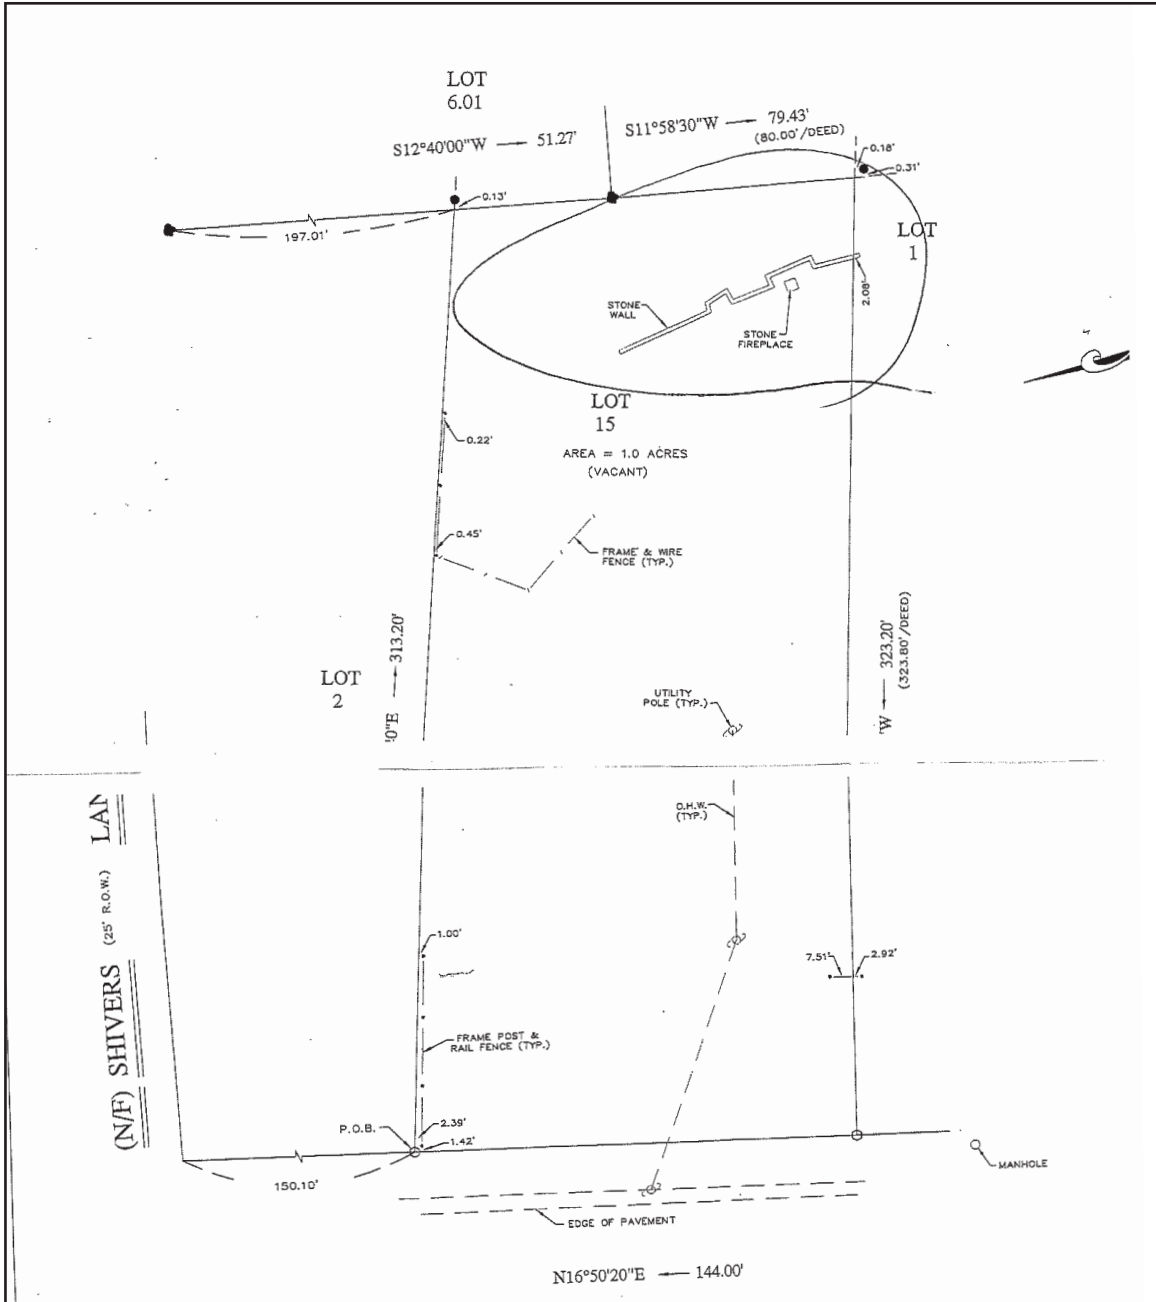 LOT
6.01
S12°40'00"W 51.27'
S11°58'30"W 79.43'
(80.00'/DEED)
0.18'
0.31'
0.13'
197.01'
LOT
1
2.08'
STONE
WALL
STONE
FIREPLACE
LOT
15
AREA = 1.0 ACRES
(VACANT)
0.22'
0.45'
FRAME & WIRE
FENCE (TYP.)
0"E 313.20'
"W 323.20'
(323.80'/DEED)
LOT
2
UTILITY
POLE (TYP.)
O.H.W.
(TYP.)
(N/F) SHIVERS (25' R.O.W.) LAN
1.00'
7.51'
2.92'
FRAME POST &
RAIL FENCE (TYP.)
P.O.B.
2.39'
1.42'
MANHOLE
150.10'
EDGE OF PAVEMENT
N16°50'20"E 144.00'